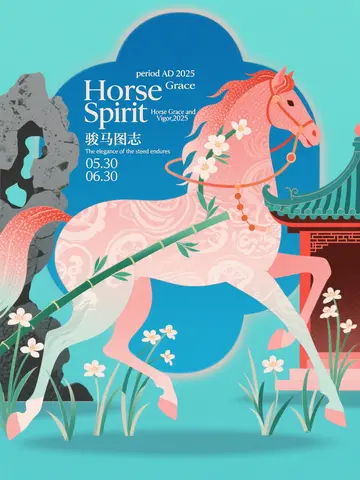 period AD 2025
Horse Grace
Spirit
Horse Grace and
Vigor,2025
骏马图志
The elegance of the steed endures
05.30
06.30